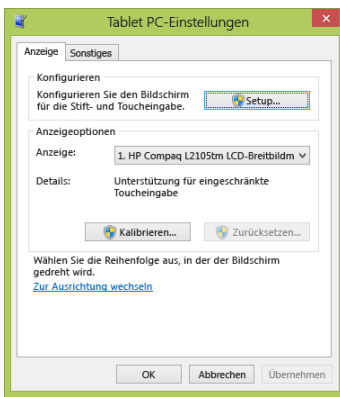 Tablet PC-Einstellungen
Anzeige Sonstiges
Konfigurieren
Konfigurieren Sie den Bildschirm
für die Stift- und Toucheingabe.
Setup...
Anzeigeoptionen
Anzeige: 1. HP Compaq L2105tm LCD-Breitbildm
Details: Unterstützung für eingeschränkte
Toucheingabe
Kalibrieren... Zurücksetzen...
Wählen Sie die Reihenfolge aus, in der der Bildschirm
gedreht wird.
Zur Ausrichtung wechseln
OK Abbrechen Übernehmen